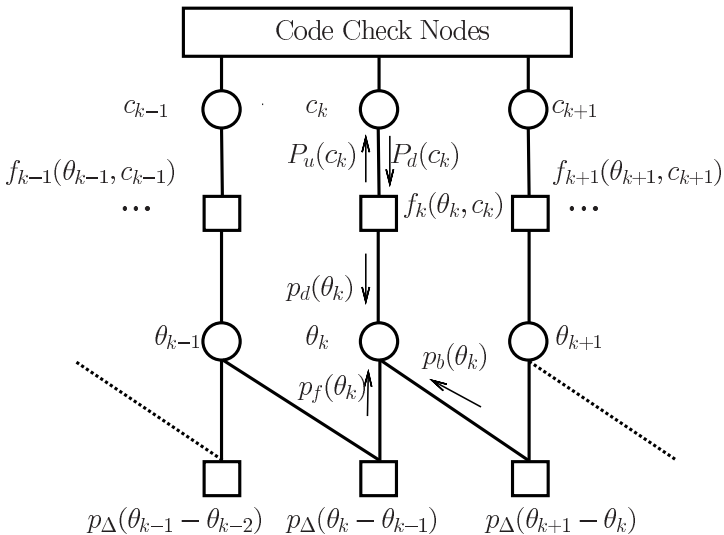 Code Check Nodes
c_{k-1} c_k c_{k+1}
P_u(c_k) P_d(c_k)
f_{k-1}(θ_{k-1}, c_{k-1}) f_{k+1}(θ_{k+1}, c_{k+1})
... f_k(θ_k, c_k) ...
p_d(θ_k)
θ_{k-1} θ_k θ_{k+1}
p_b(θ_k)
p_f(θ_k)
p_Δ(θ_{k-1} − θ_{k-2}) p_Δ(θ_k − θ_{k-1}) p_Δ(θ_{k+1} − θ_k)